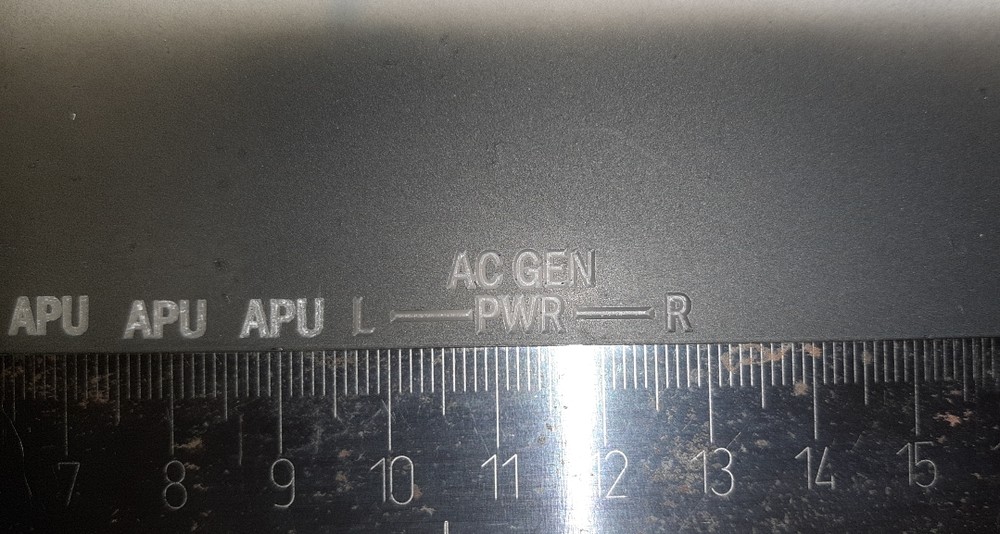 AC GEN
APU APU APU L PWR R
7 8 9 10 11 12 13 14 15